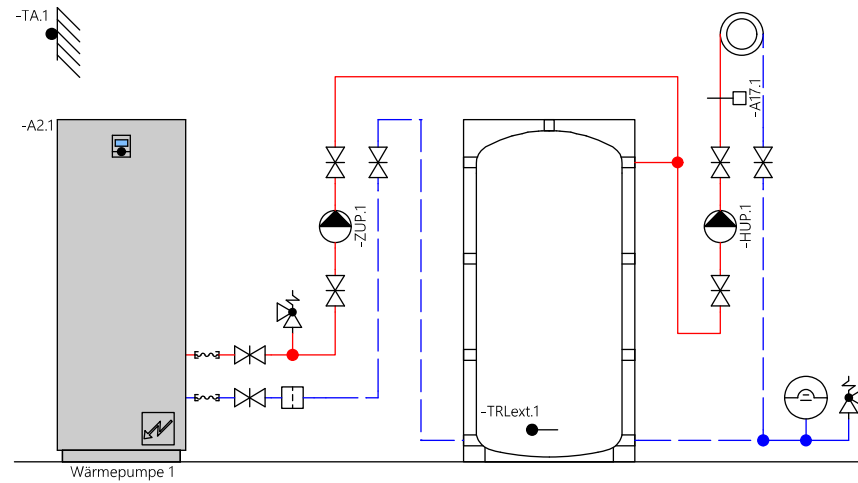 -TA.1
-A2.1
-ZUP.1
-A17.1
-HUP.1
-TRLext.1
Wärmepumpe 1